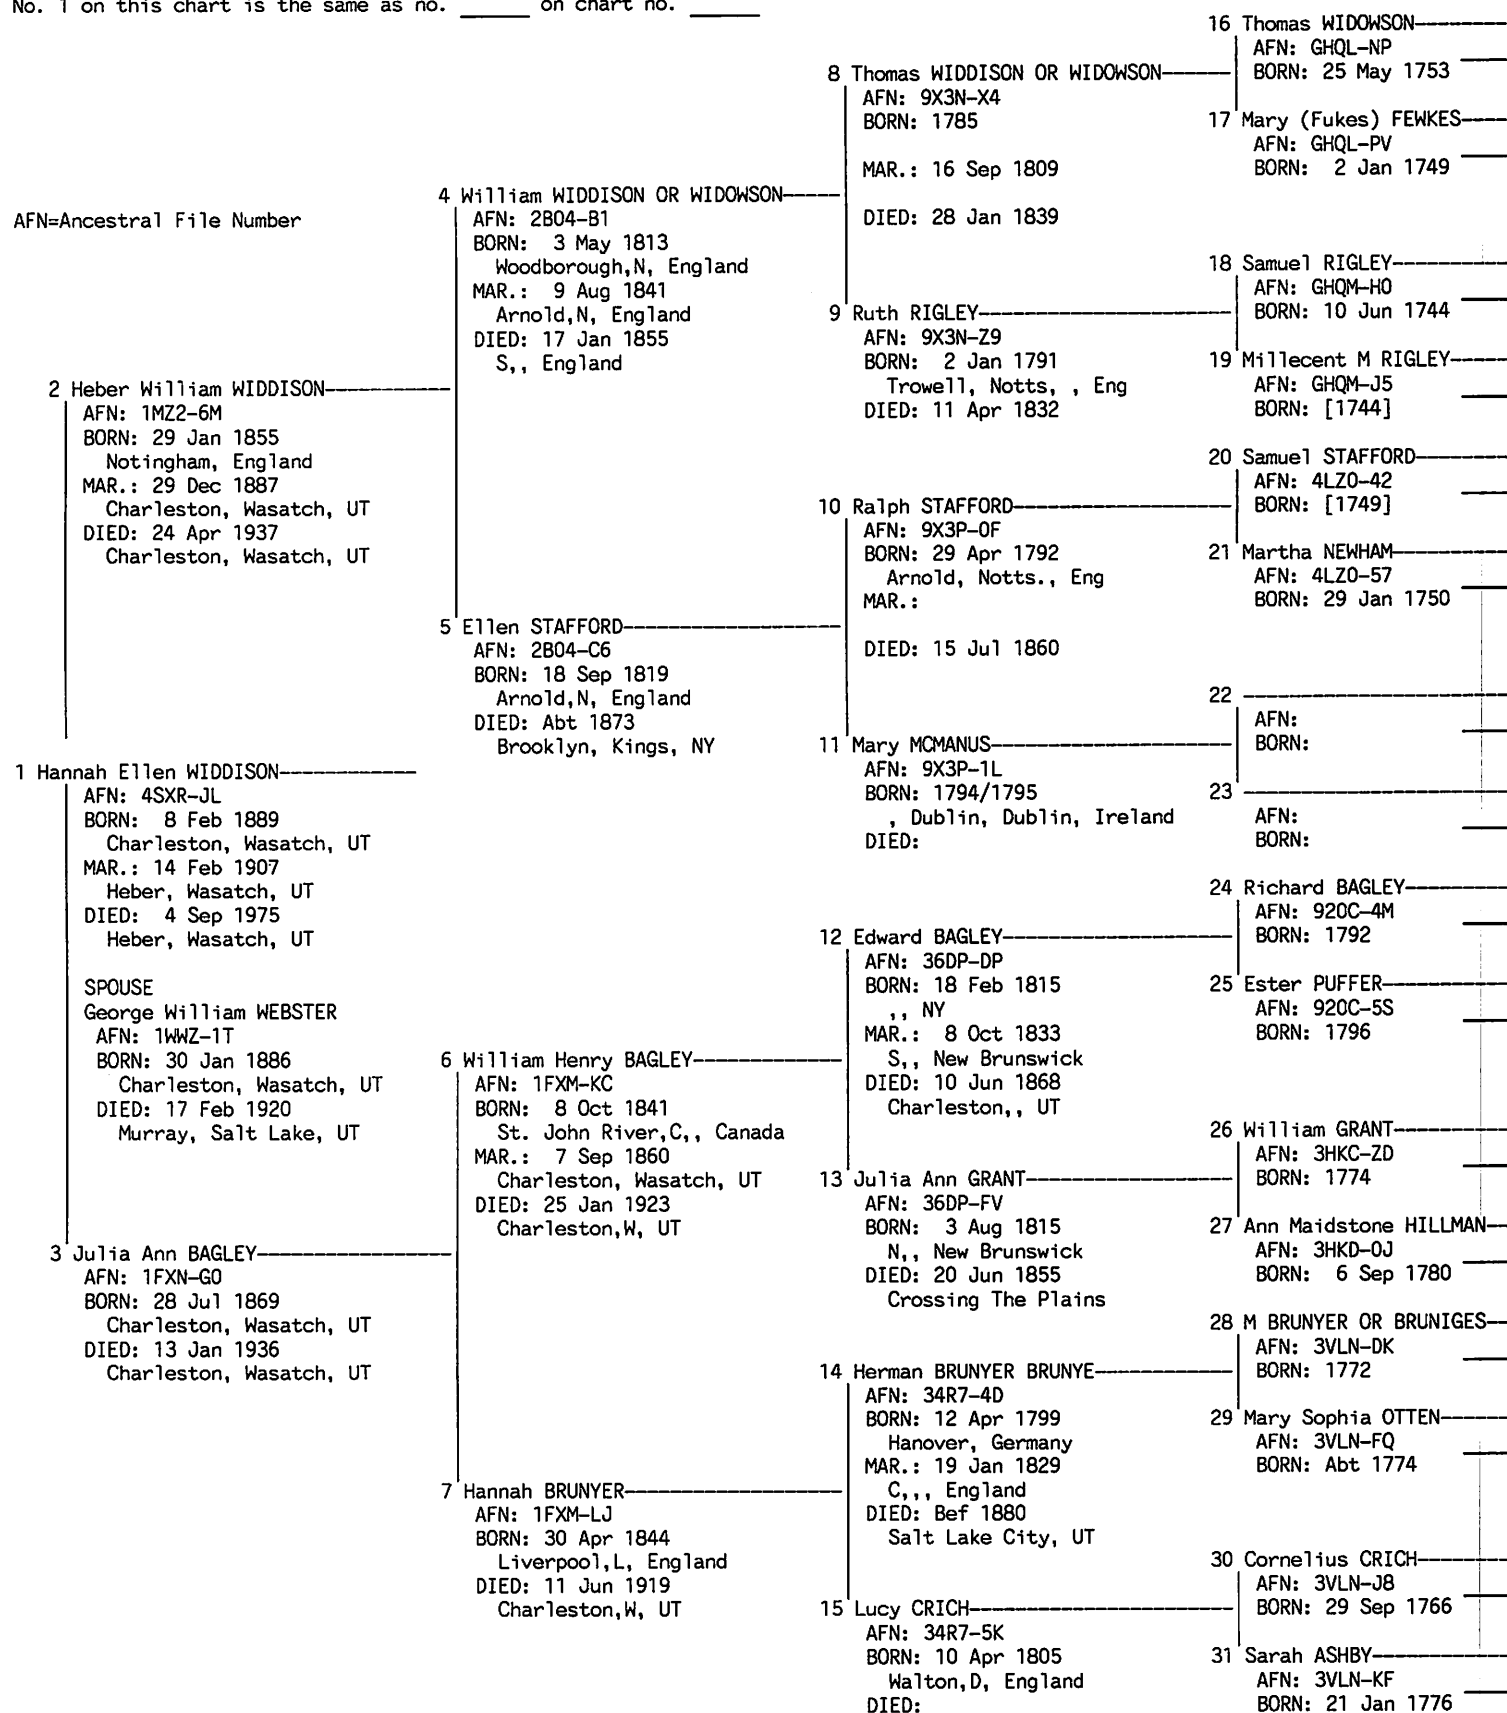 No. 1 on this chart is the same as no. ______ on chart no. ______
AFN=Ancestral File Number
1 Hannah Ellen WIDDISON
AFN: 4SXR-JL
BORN: 8 Feb 1889
Charleston, Wasatch, UT
MAR.: 14 Feb 1907
Heber, Wasatch, UT
DIED: 4 Sep 1975
Heber, Wasatch, UT
SPOUSE
George William WEBSTER
AFN: 1WWZ-1T
BORN: 30 Jan 1886
Charleston, Wasatch, UT
DIED: 17 Feb 1920
Murray, Salt Lake, UT
2 Heber William WIDDISON
AFN: 1MZ2-6M
BORN: 29 Jan 1855
Notingham, England
MAR.: 29 Dec 1887
Charleston, Wasatch, UT
DIED: 24 Apr 1937
Charleston, Wasatch, UT
3 Julia Ann BAGLEY
AFN: 1FXN-G0
BORN: 28 Jul 1869
Charleston, Wasatch, UT
DIED: 13 Jan 1936
Charleston, Wasatch, UT
4 William WIDDISON OR WIDOWSON
AFN: 2B04-B1
BORN: 3 May 1813
Woodborough,N, England
MAR.: 9 Aug 1841
Arnold,N, England
DIED: 17 Jan 1855
S,, England
5 Ellen STAFFORD
AFN: 2B04-C6
BORN: 18 Sep 1819
Arnold,N, England
DIED: Abt 1873
Brooklyn, Kings, NY
6 William Henry BAGLEY
AFN: 1FXM-KC
BORN: 8 Oct 1841
St. John River,C,, Canada
MAR.: 7 Sep 1860
Charleston, Wasatch, UT
DIED: 25 Jan 1923
Charleston,W, UT
7 Hannah BRUNYER
AFN: 1FXM-LJ
BORN: 30 Apr 1844
Liverpool,L, England
DIED: 11 Jun 1919
Charleston,W, UT
8 Thomas WIDDISON OR WIDOWSON
AFN: 9X3N-X4
BORN: 1785
MAR.: 16 Sep 1809
DIED: 28 Jan 1839
9 Ruth RIGLEY
AFN: 9X3N-Z9
BORN: 2 Jan 1791
Trowell, Notts, , Eng
DIED: 11 Apr 1832
10 Ralph STAFFORD
AFN: 9X3P-0F
BORN: 29 Apr 1792
Arnold, Notts., Eng
MAR.:
DIED: 15 Jul 1860
11 Mary MCMANUS
AFN: 9X3P-1L
BORN: 1794/1795
, Dublin, Dublin, Ireland
DIED:
12 Edward BAGLEY
AFN: 36DP-DP
BORN: 18 Feb 1815
,, NY
MAR.: 8 Oct 1833
S,, New Brunswick
DIED: 10 Jun 1868
Charleston,, UT
13 Julia Ann GRANT
AFN: 36DP-FV
BORN: 3 Aug 1815
N,, New Brunswick
DIED: 20 Jun 1855
Crossing The Plains
14 Herman BRUNYER BRUNYE
AFN: 34R7-4D
BORN: 12 Apr 1799
Hanover, Germany
MAR.: 19 Jan 1829
C,,, England
DIED: Bef 1880
Salt Lake City, UT
15 Lucy CRICH
AFN: 34R7-5K
BORN: 10 Apr 1805
Walton,D, England
DIED:
16 Thomas WIDOWSON
AFN: GHQL-NP
BORN: 25 May 1753
17 Mary (Fukes) FEWKES
AFN: GHQL-PV
BORN: 2 Jan 1749
18 Samuel RIGLEY
AFN: GHQM-H0
BORN: 10 Jun 1744
19 Millecent M RIGLEY
AFN: GHQM-J5
BORN: [1744]
20 Samuel STAFFORD
AFN: 4LZ0-42
BORN: [1749]
21 Martha NEWHAM
AFN: 4LZ0-57
BORN: 29 Jan 1750
22
AFN:
BORN:
23
AFN:
BORN:
24 Richard BAGLEY
AFN: 920C-4M
BORN: 1792
25 Ester PUFFER
AFN: 920C-5S
BORN: 1796
26 William GRANT
AFN: 3HKC-ZD
BORN: 1774
27 Ann Maidstone HILLMAN
AFN: 3HKD-0J
BORN: 6 Sep 1780
28 M BRUNYER OR BRUNIGES
AFN: 3VLN-DK
BORN: 1772
29 Mary Sophia OTTEN
AFN: 3VLN-FQ
BORN: Abt 1774
30 Cornelius CRICH
AFN: 3VLN-J8
BORN: 29 Sep 1766
31 Sarah ASHBY
AFN: 3VLN-KF
BORN: 21 Jan 1776